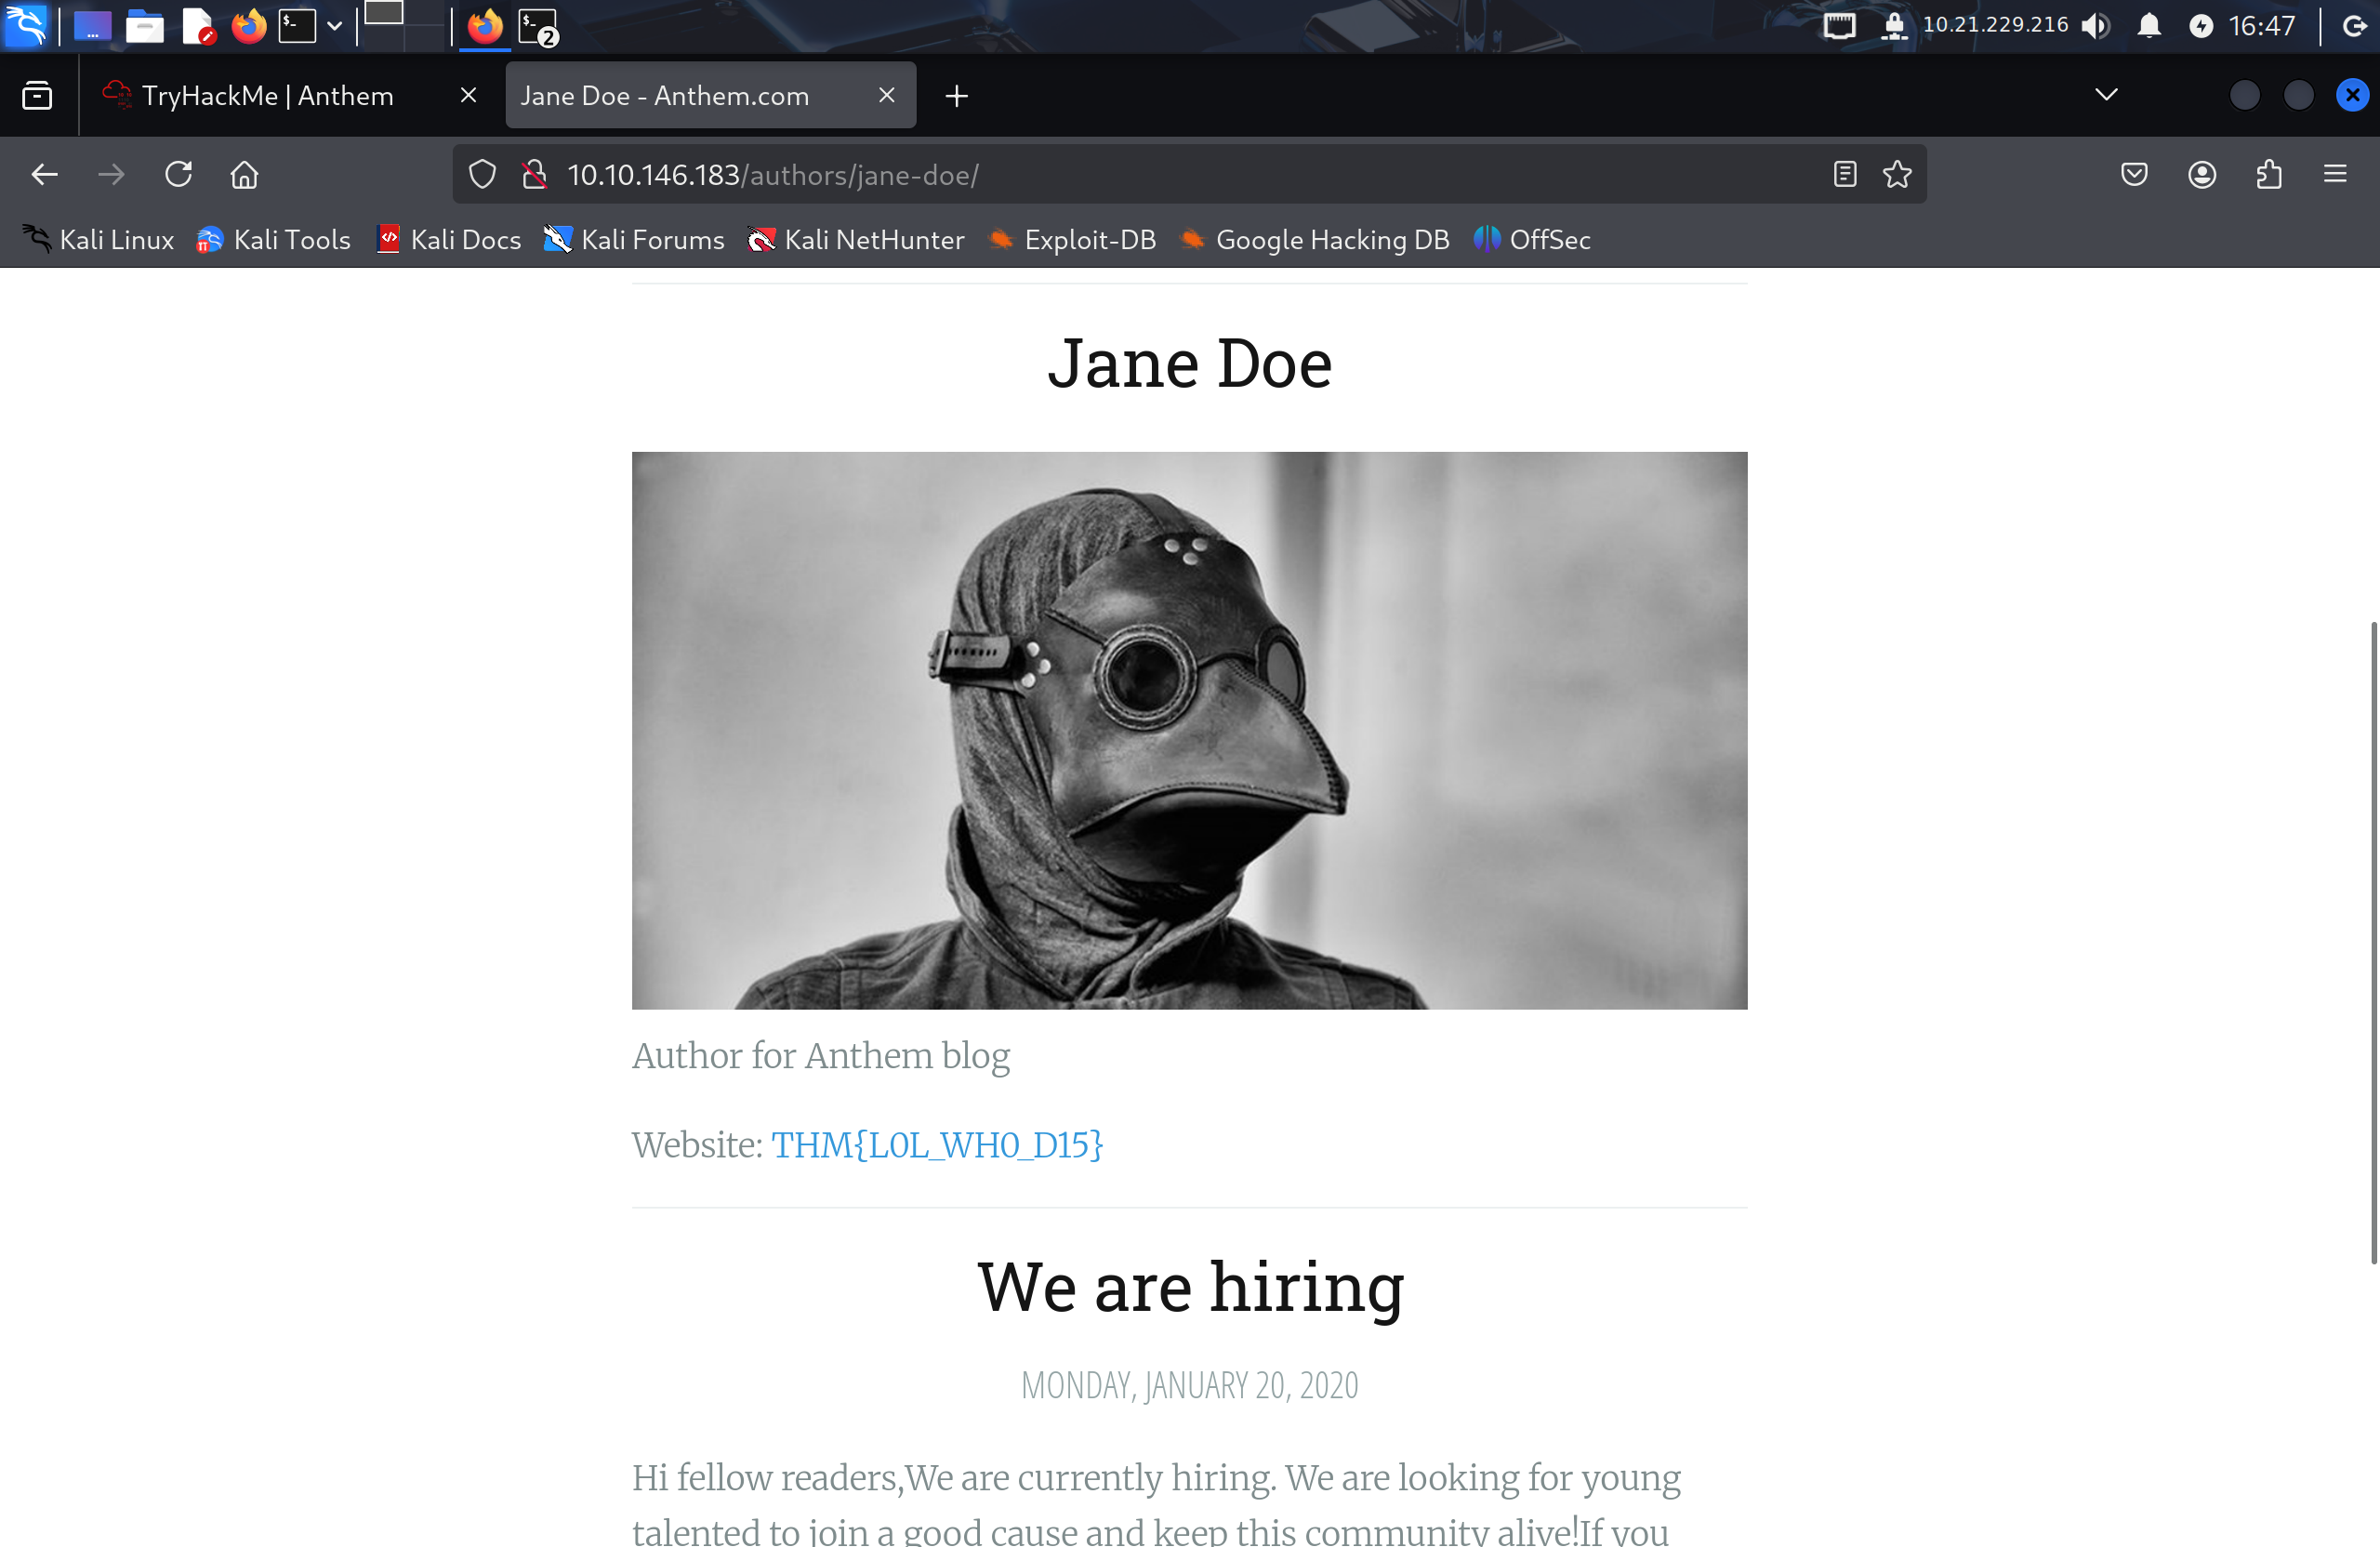 10.21.229.216
16:47
TryHackMe | Anthem
Jane Doe - Anthem.com
10.10.146.183/authors/jane-doe/
Kali Linux Kali Tools Kali Docs Kali Forums Kali NetHunter Exploit-DB Google Hacking DB OffSec
Jane Doe
Author for Anthem blog
Website: THM{L0L_WH0_D15}
We are hiring
MONDAY, JANUARY 20, 2020
Hi fellow readers,We are currently hiring. We are looking for young
talented to join a good cause and keep this community alive!If you